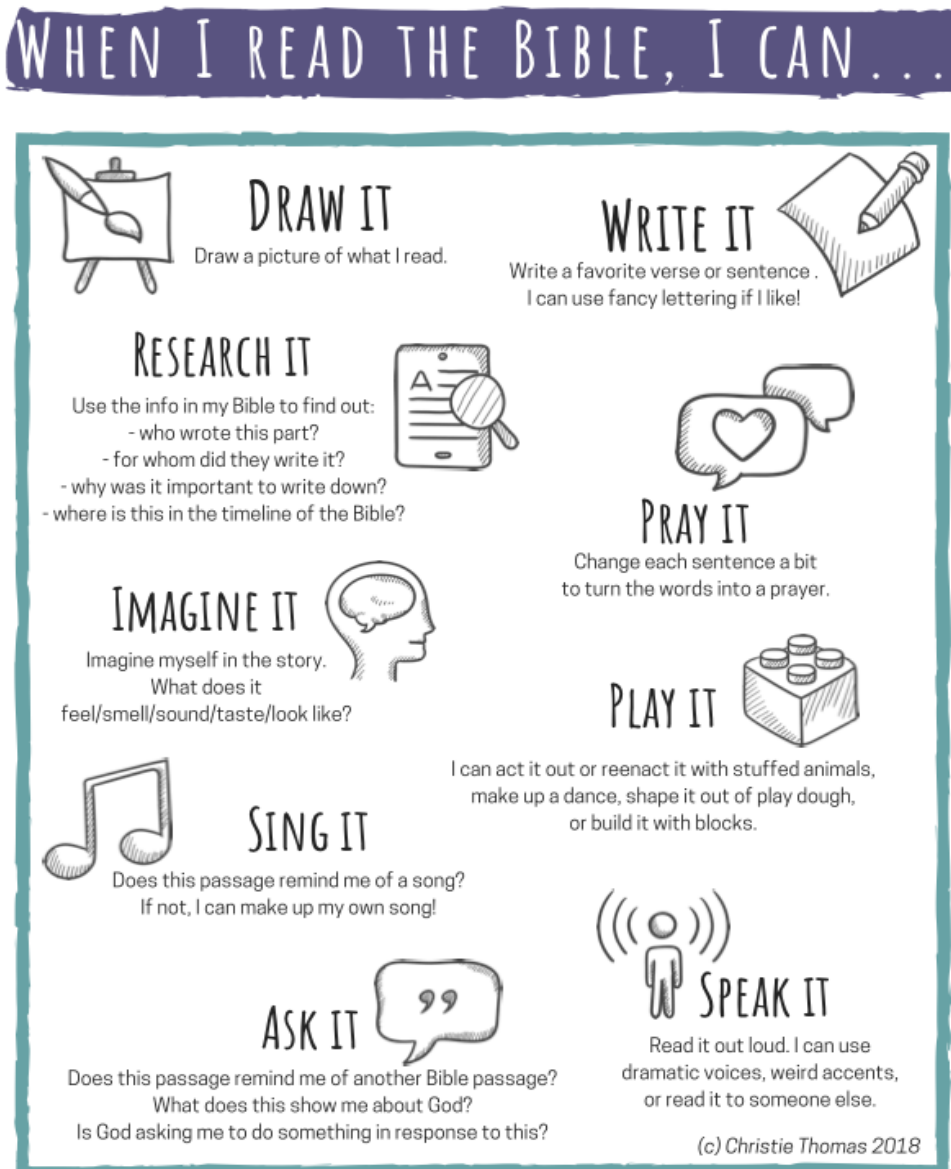 WHEN I READ THE BIBLE, I CAN...
DRAW IT
Draw a picture of what I read.
WRITE IT
Write a favorite verse or sentence .
I can use fancy lettering if I like!
RESEARCH IT
Use the info in my Bible to find out:
- who wrote this part?
- for whom did they write it?
- why was it important to write down?
- where is this in the timeline of the Bible?
A
PRAY IT
Change each sentence a bit
to turn the words into a prayer.
IMAGINE IT
Imagine myself in the story.
What does it
feel/smell/sound/taste/look like?
PLAY IT
I can act it out or reenact it with stuffed animals,
make up a dance, shape it out of play dough,
or build it with blocks.
SING IT
Does this passage remind me of a song?
If not, I can make up my own song!
ASK IT
Does this passage remind me of another Bible passage?
What does this show me about God?
Is God asking me to do something in response to this?
SPEAK IT
Read it out loud. I can use
dramatic voices, weird accents,
or read it to someone else.
(c) Christie Thomas 2018